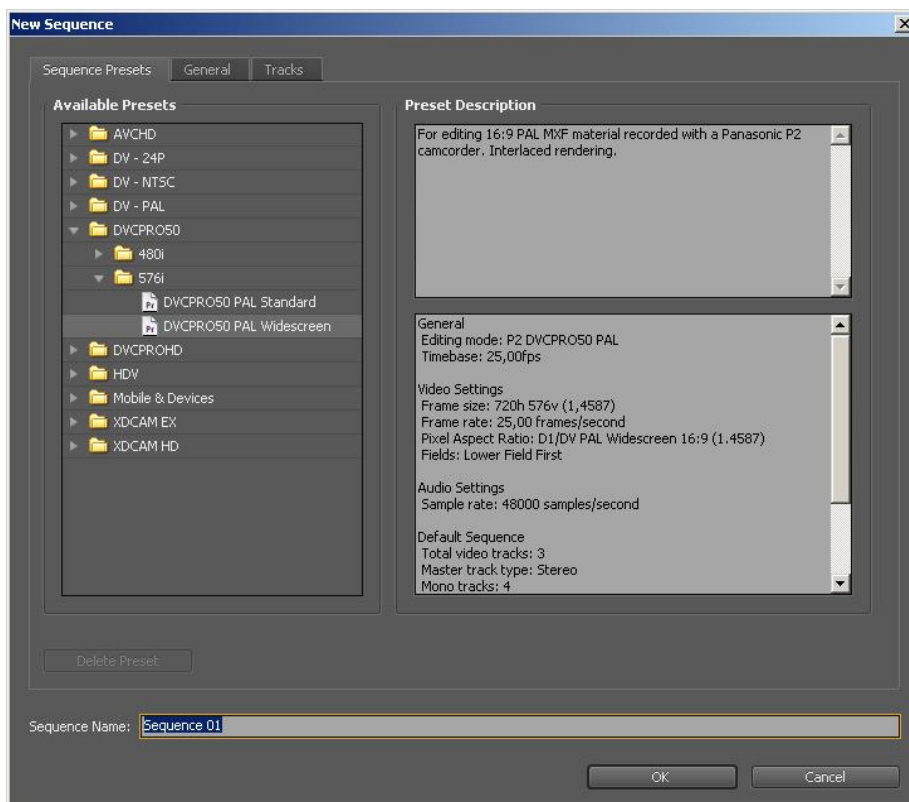 New Sequence
Sequence Presets
General
Tracks
Available Presets
AVCHD
DV - 24P
DV - NTSC
DV - PAL
DVCPRO50
480i
576i
Pr DVCPRO50 PAL Standard
Pr DVCPRO50 PAL Widescreen
DVCPROHD
HDV
Mobile & Devices
XDCAM EX
XDCAM HD
Delete Preset
Preset Description
For editing 16:9 PAL MXF material recorded with a Panasonic P2
camcorder. Interlaced rendering.
General
Editing mode: P2 DVCPRO50 PAL
Timebase: 25,00fps
Video Settings
Frame size: 720h 576v (1,4587)
Frame rate: 25,00 frames/second
Pixel Aspect Ratio: D1/DV PAL Widescreen 16:9 (1.4587)
Fields: Lower Field First
Audio Settings
Sample rate: 48000 samples/second
Default Sequence
Total video tracks: 3
Master track type: Stereo
Mono tracks: 4
Sequence Name: Sequence 01
OK
Cancel